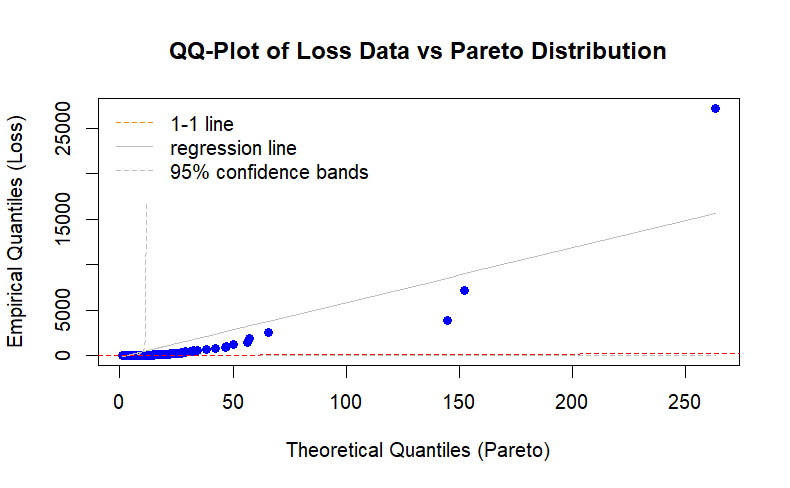 QQ-Plot of Loss Data vs Pareto Distribution
1-1 line
regression line
95% confidence bands
Empirical Quantiles (Loss)
25000
15000
5000
0
0 50 100 150 200 250
Theoretical Quantiles (Pareto)